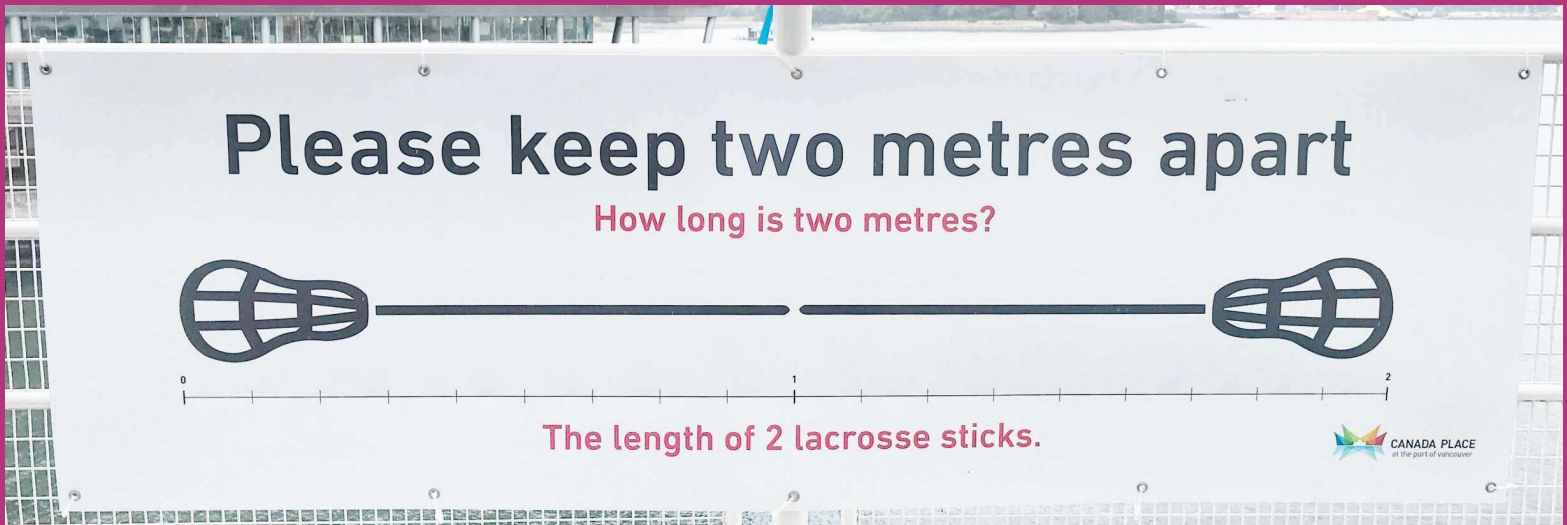 Please keep two metres apart
How long is two metres?
0 1 2
The length of 2 lacrosse sticks.
CANADA PLACE
at the port of vancouver